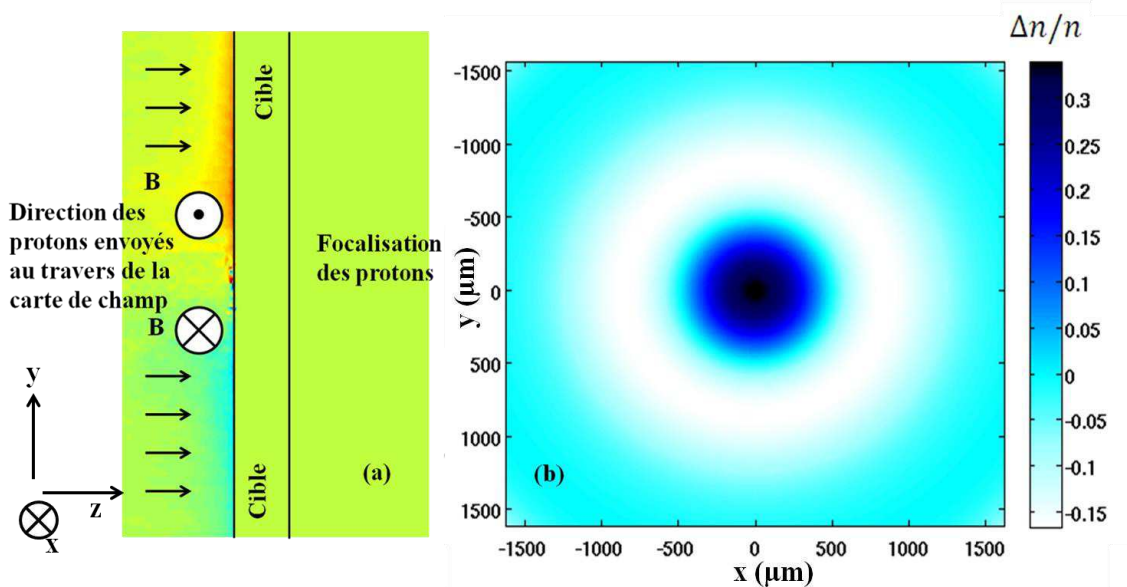 Cible
B
Direction des
protons envoyés
au travers de la
carte de champ
B
Focalisation
des protons
y
z
x
Cible
(a)
Δn/n
-1500
-1000
-500
0
500
1000
1500
y (μm)
(b)
-1500
-1000
-500
0
500
1000
1500
x (μm)
0.3
0.25
0.2
0.15
0.1
0.05
0
-0.05
-0.1
-0.15